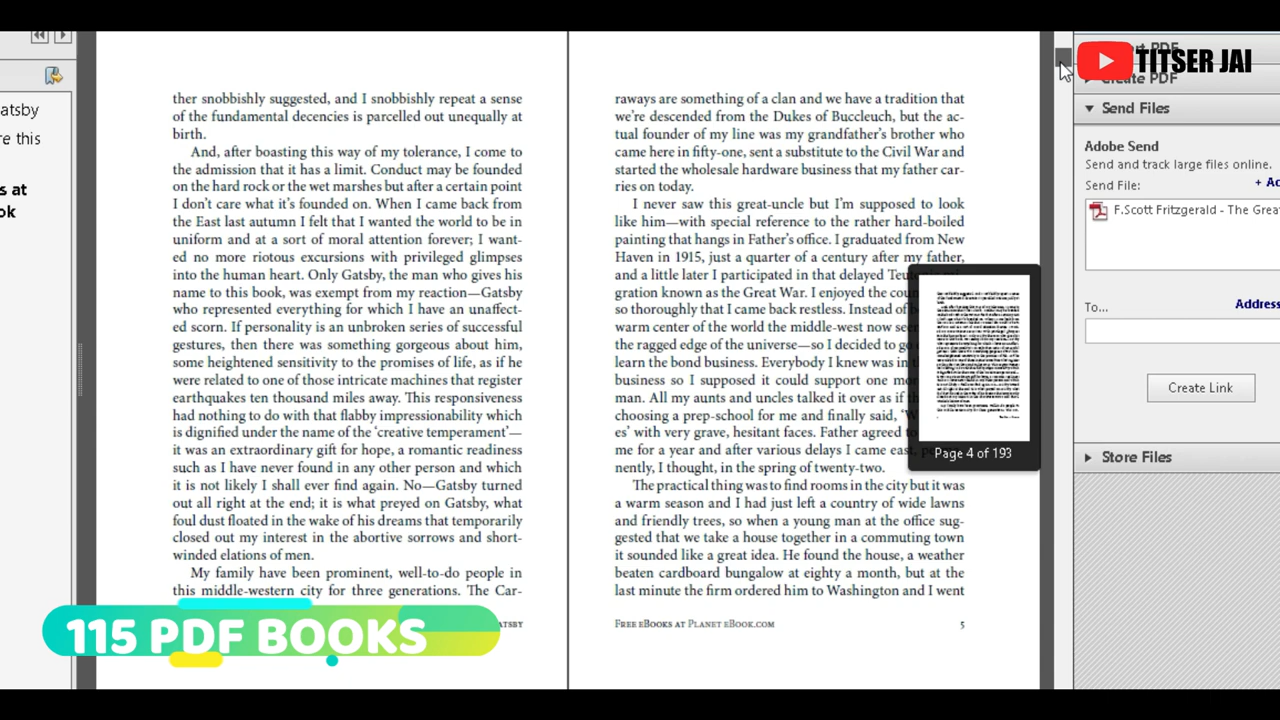 TITSER JAI
Create PDF
Send Files
Adobe Send
Send and track large files online.
Send File:
F.Scott Fritzgerald - The Great
To...
Address
Create Link
Store Files
atsby
re this
s at
ok
ther snobbishly suggested, and I snobbishly repeat a sense
of the fundamental decencies is parcelled out unequally at
birth.
And, after boasting this way of my tolerance, I come to
the admission that it has a limit. Conduct may be founded
on the hard rock or the wet marshes but after a certain point
I don't care what it's founded on. When I came back from
the East last autumn I felt that I wanted the world to be in
uniform and at a sort of moral attention forever; I want-
ed no more riotous excursions with privileged glimpses
into the human heart. Only Gatsby, the man who gives his
name to this book, was exempt from my reaction—Gatsby
who represented everything for which I have an unaffect-
ed scorn. If personality is an unbroken series of successful
gestures, then there was something gorgeous about him,
some heightened sensitivity to the promises of life, as if he
were related to one of those intricate machines that register
earthquakes ten thousand miles away. This responsiveness
had nothing to do with that flabby impressionability which
is dignified under the name of the 'creative temperament'—
it was an extraordinary gift for hope, a romantic readiness
such as I have never found in any other person and which
it is not likely I shall ever find again. No—Gatsby turned
out all right at the end; it is what preyed on Gatsby, what
foul dust floated in the wake of his dreams that temporarily
closed out my interest in the abortive sorrows and short-
winded elations of men.
My family have been prominent, well-to-do people in
this middle-western city for three generations. The Car-
ATSBY
raways are something of a clan and we have a tradition that
we're descended from the Dukes of Buccleuch, but the ac-
tual founder of my line was my grandfather's brother who
came here in fifty-one, sent a substitute to the Civil War and
started the wholesale hardware business that my father car-
ries on today.
I never saw this great-uncle but I'm supposed to look
like him—with special reference to the rather hard-boiled
painting that hangs in Father's office. I graduated from New
Haven in 1915, just a quarter of a century after my father,
and a little later I participated in that delayed
gration known as the Great War. I enjoyed the
so thoroughly that I came back restless. Instead of
warm center of the world the middle-west now
the ragged edge of the universe—so I decided to
learn the bond business. Everybody I knew was in
business so I supposed it could support one
man. All my aunts and uncles talked it over as if
choosing a prep-school for me and finally said,
es' with very grave, hesitant faces. Father agreed
me for a year and after various delays I came east,
nently, I thought, in the spring of twenty-two.
The practical thing was to find rooms in the city but it was
a warm season and I had just left a country of wide lawns
and friendly trees, so when a young man at the office sug-
gested that we take a house together in a commuting town
it sounded like a great idea. He found the house, a weather
beaten cardboard bungalow at eighty a month, but at the
last minute the firm ordered him to Washington and I went
FREE EBOOKS AT PLANET EBOOK.COM 5
Page 4 of 193
115 PDF BOOKS